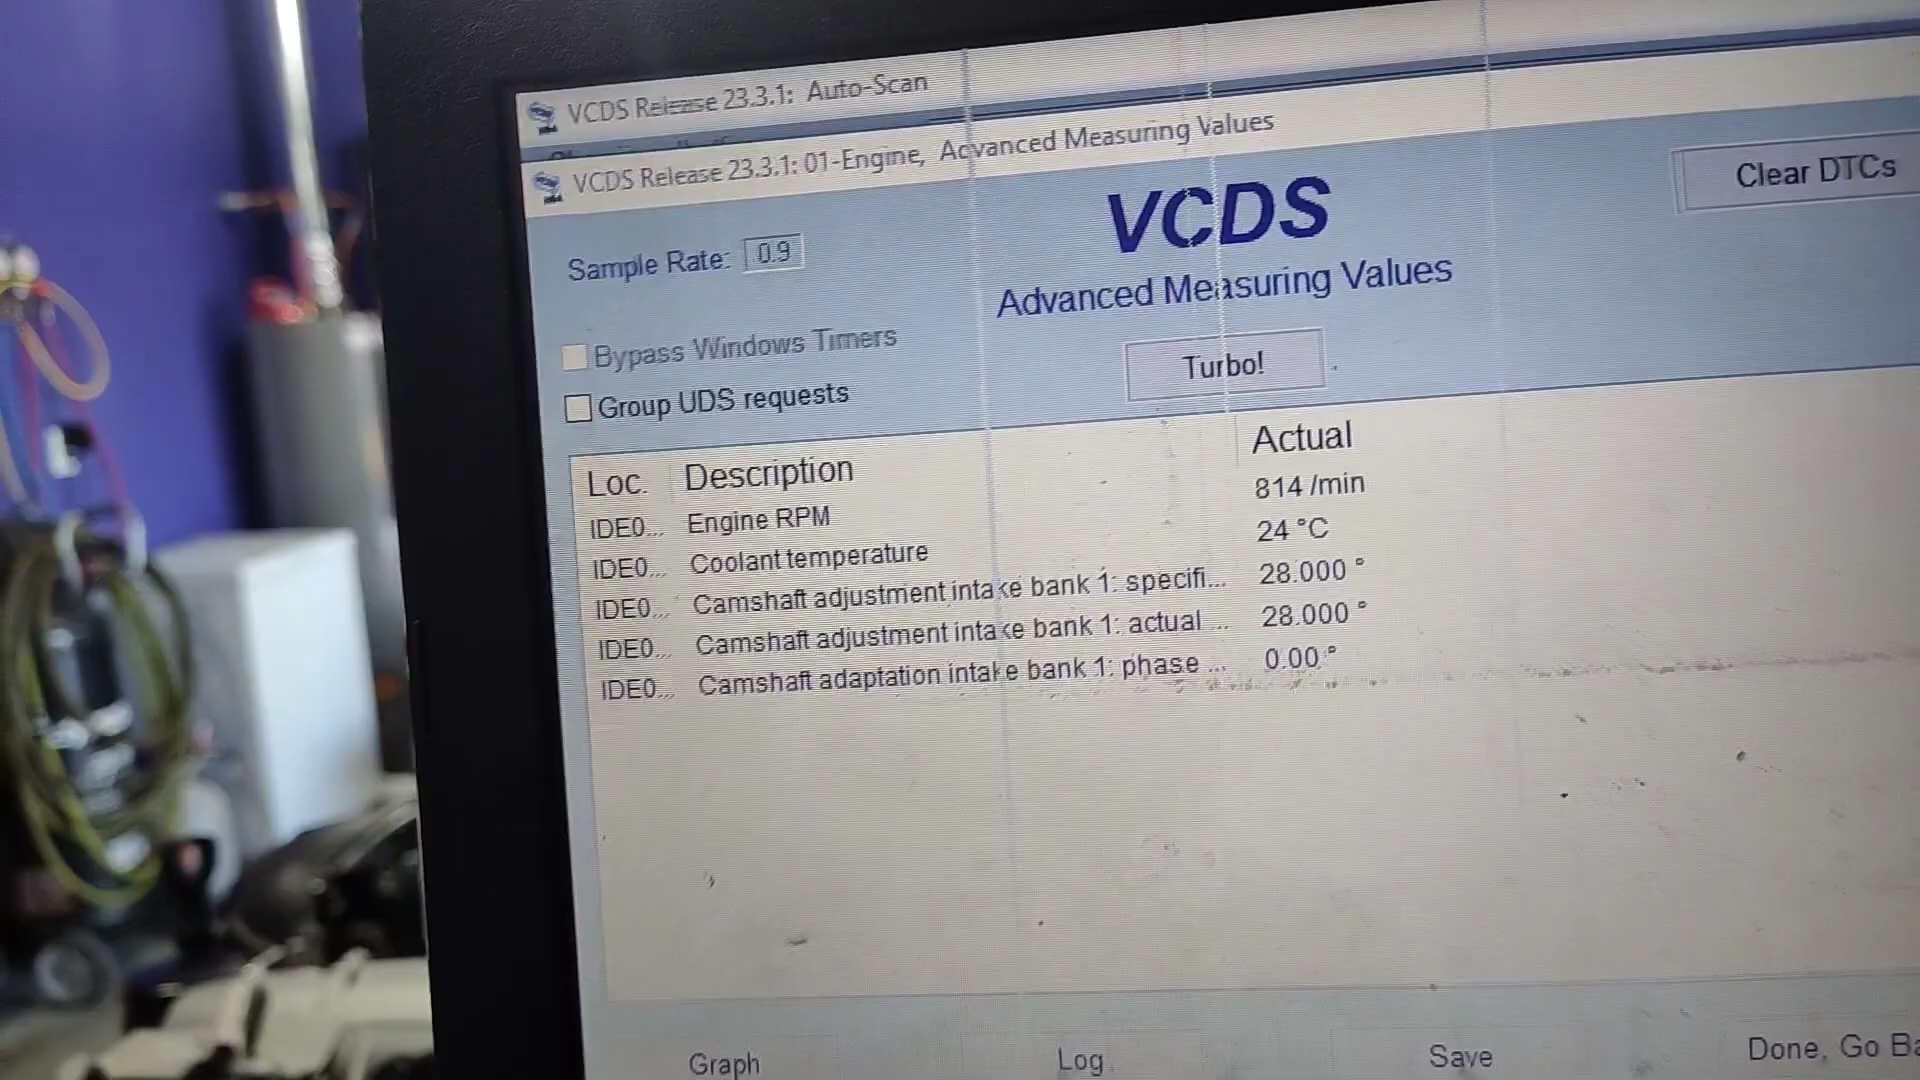 VCDS Release 23.3.1: Auto-Scan
VCDS Release 23.3.1: 01-Engine, Advanced Measuring Values
Clear DTCs
VCDS
Sample Rate: 0.9
Advanced Measuring Values
Bypass Windows Timers
Turbo!
Group UDS requests
Loc. Description Actual
IDE0... Engine RPM 814 /min
IDE0... Coolant temperature 24 °C
IDE0... Camshaft adjustment intake bank 1: specifi... 28.000 °
IDE0... Camshaft adjustment intake bank 1: actual ... 28.000 °
IDE0... Camshaft adaptation intake bank 1: phase ... 0.00 °
Graph Log Save Done, Go Ba